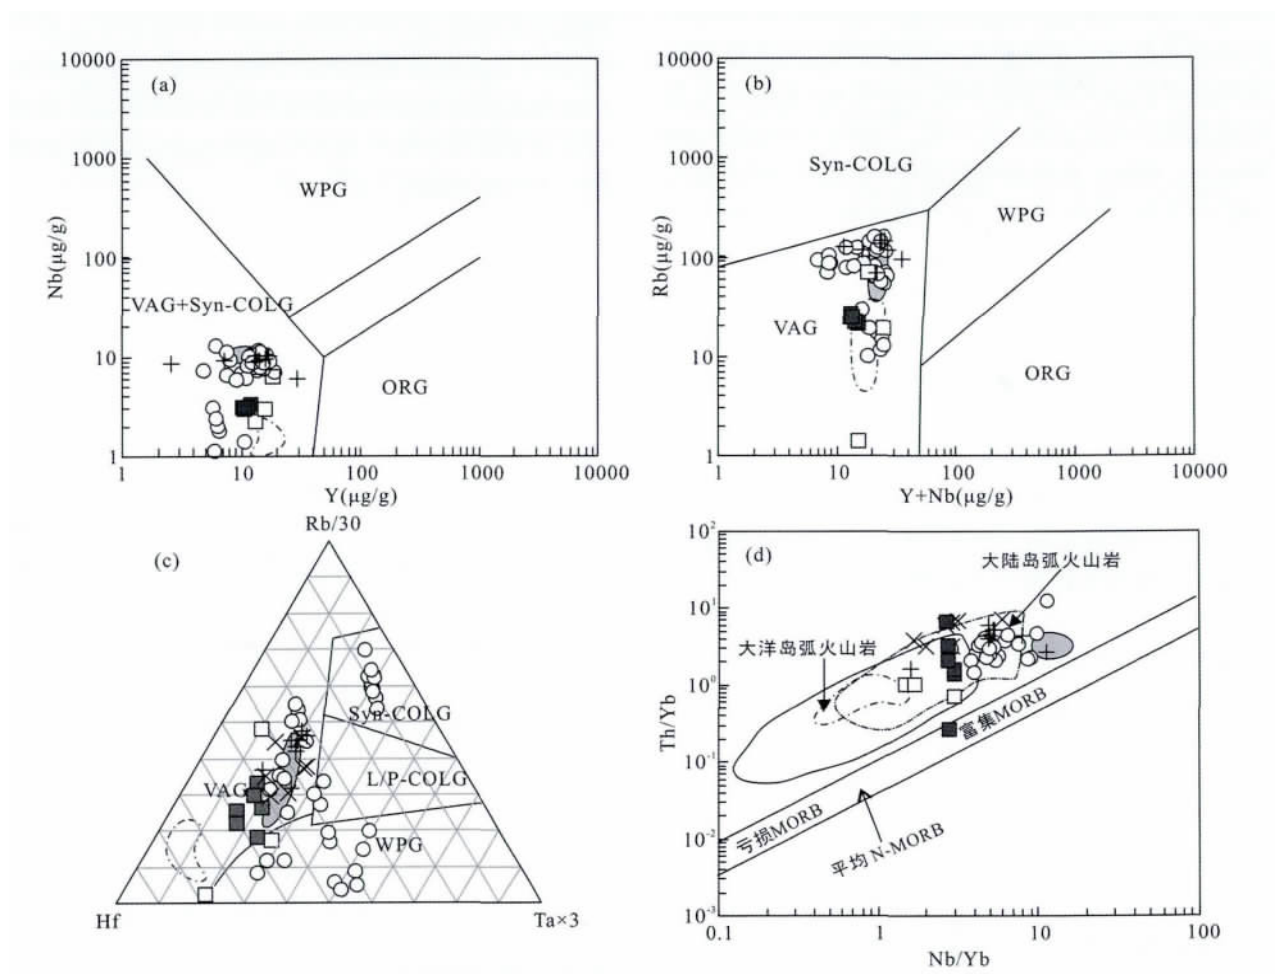 (a)
10000
1000
100
10
1
Nb(μg/g)
WPG
VAG+Syn-COLG
ORG
1
10
100
1000
10000
Y(μg/g)
(b)
10000
1000
100
10
1
Rb(μg/g)
Syn-COLG
WPG
VAG
ORG
1
10
100
1000
10000
Y+Nb(μg/g)
(c)
Rb/30
Syn-COLG
L/P-COLG
VAG
WPG
Hf
Ta×3
(d)
10²
10¹
10⁰
10⁻¹
10⁻²
10⁻³
Th/Yb
大陆岛弧火山岩
大洋岛弧火山岩
富集MORB
亏损MORB
平均 N-MORB
0.1
1
10
100
Nb/Yb